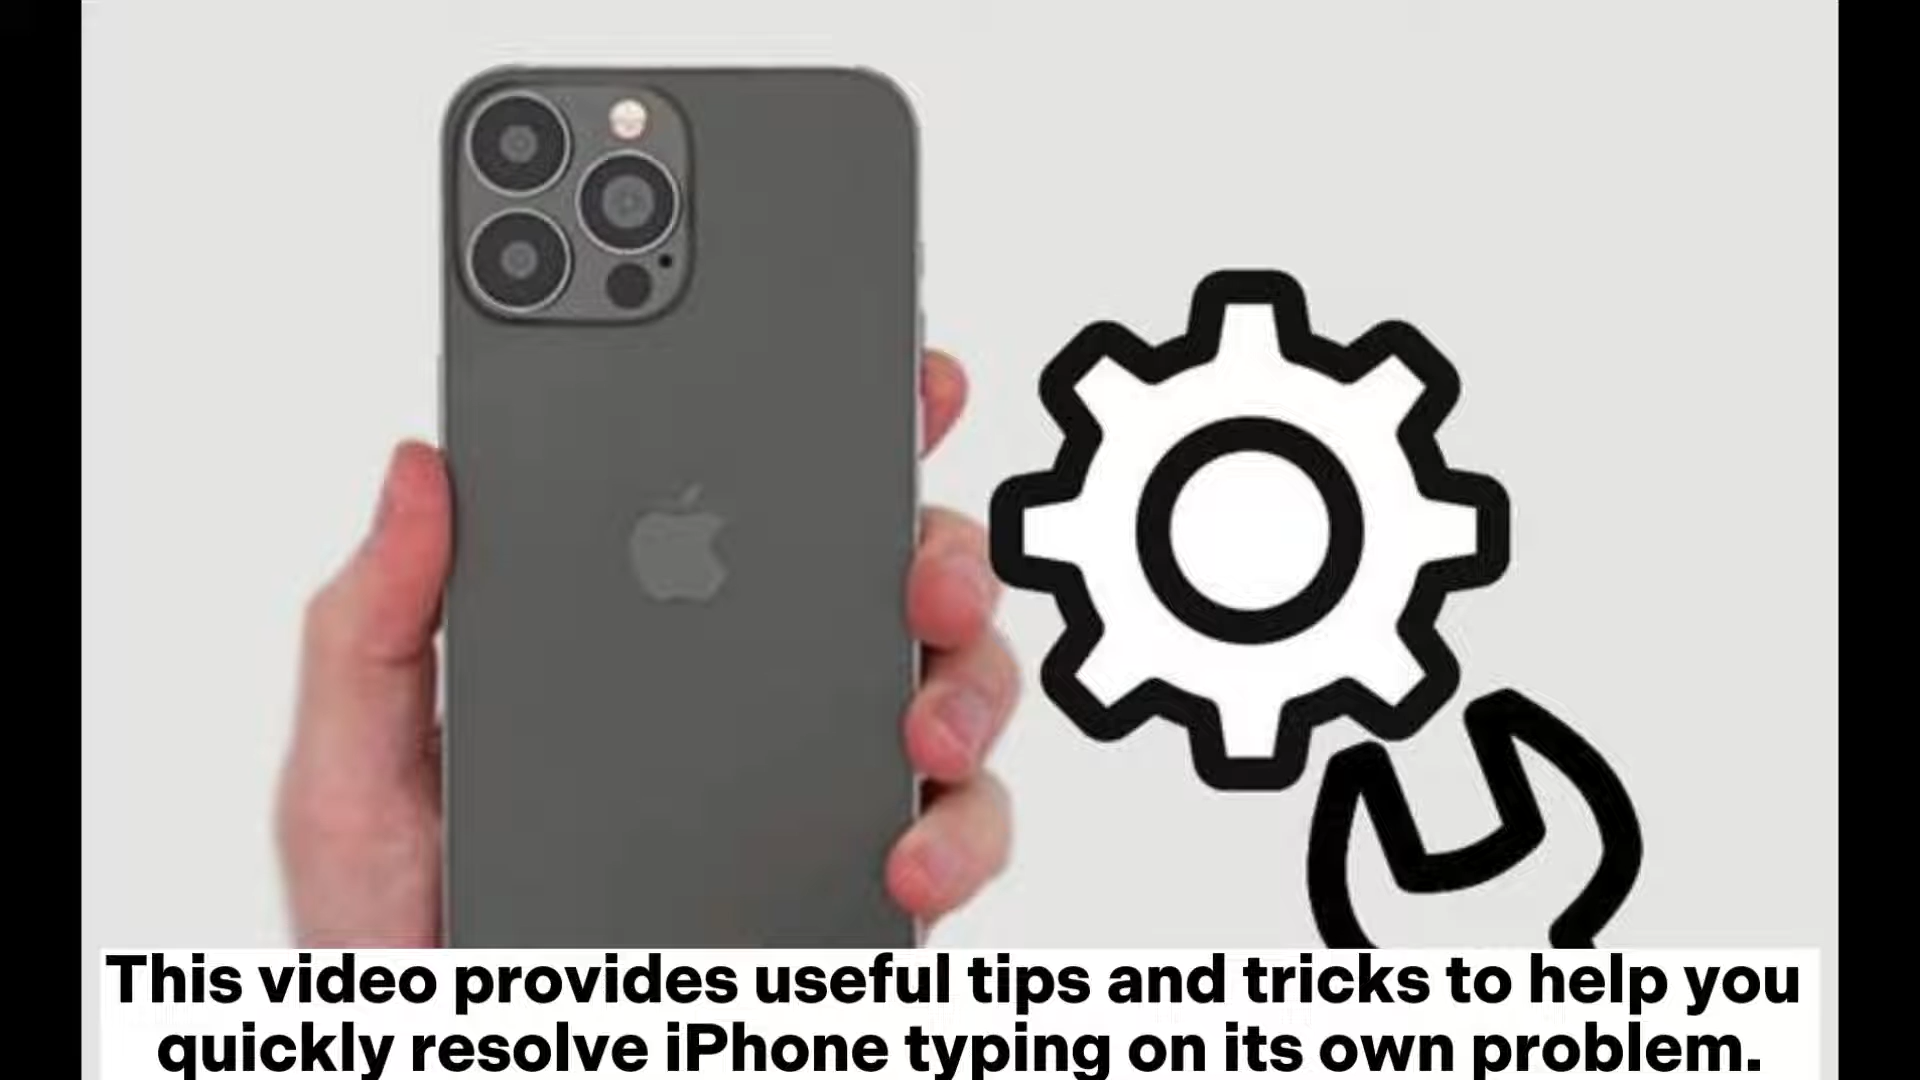 This video provides useful tips and tricks to help you
quickly resolve iPhone typing on its own problem.